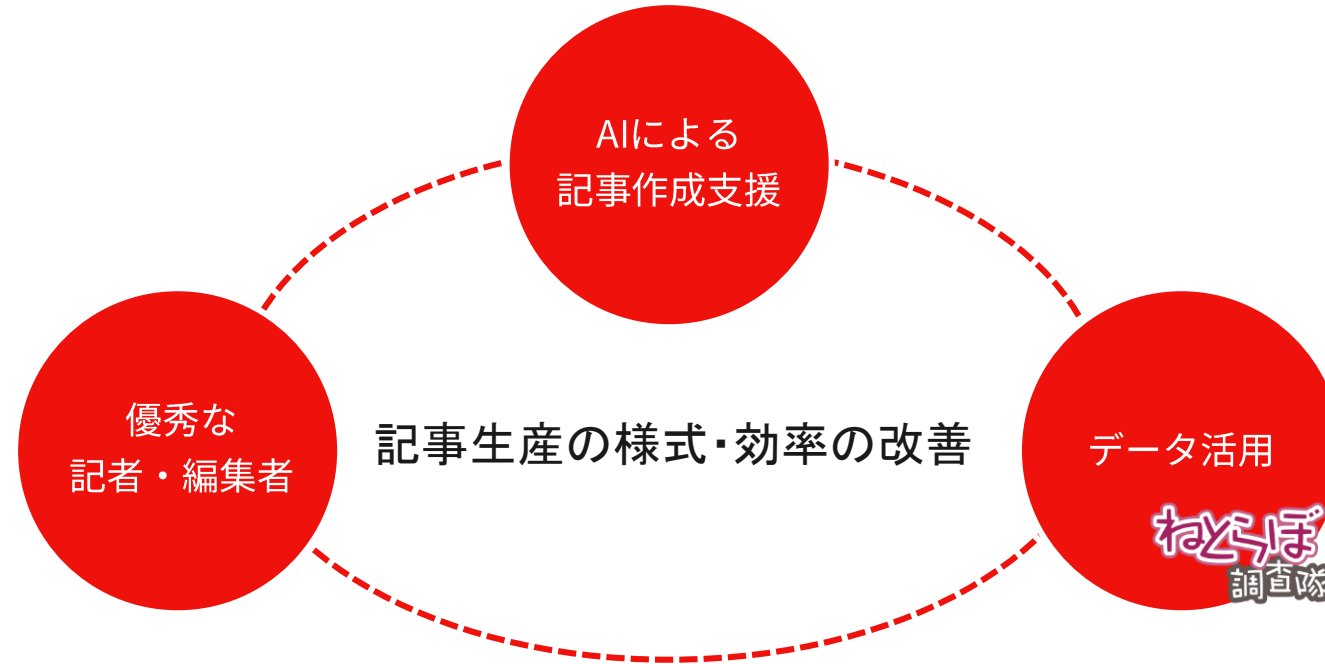 AIによる
記事作成支援
優秀な
記者・編集者
記事生産の様式・効率の改善
データ活用
ねとらぼ
調査隊